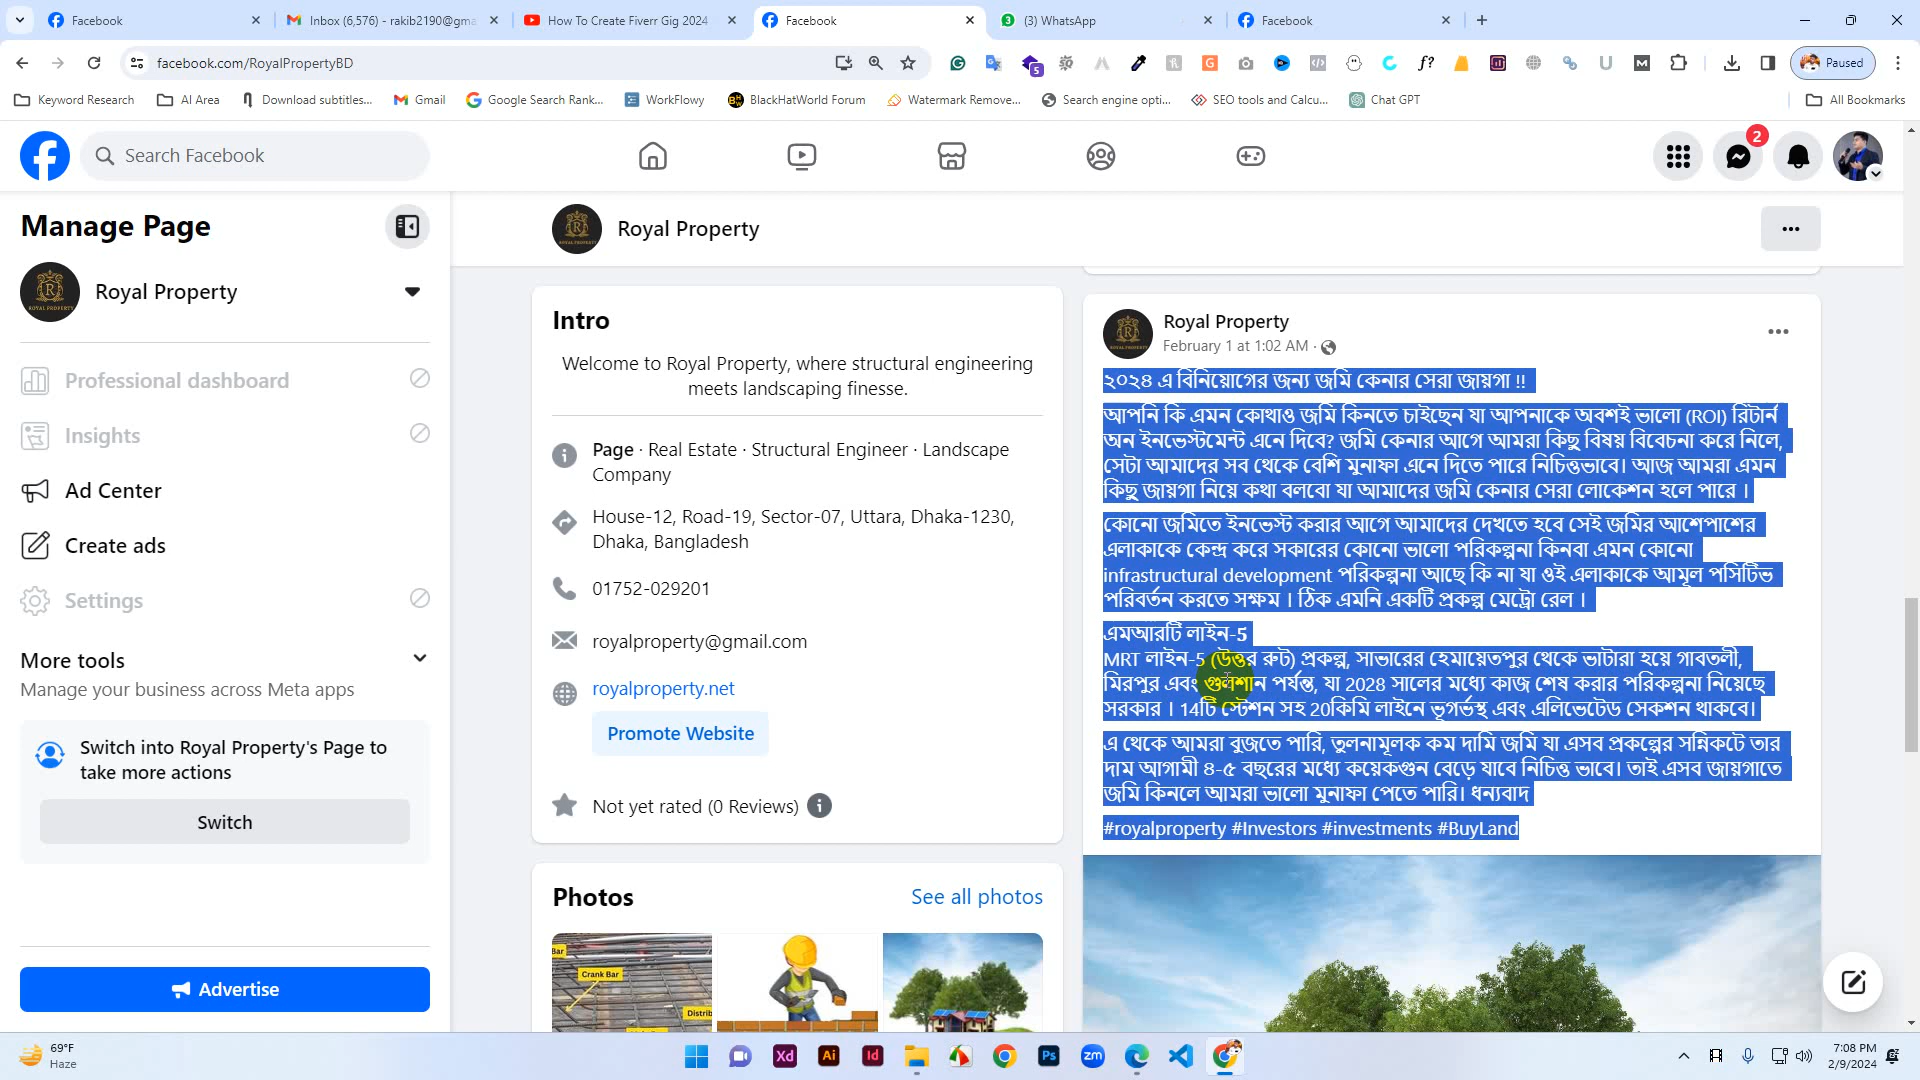 Facebook
Inbox (6,576) - rakib2190@gma
How To Create Fiverr Gig 2024
Facebook
(3) WhatsApp
Facebook
facebook.com/RoyalPropertyBD
5
Paused
Keyword Research
AI Area
Download subtitles...
Gmail
Google Search Rank...
WorkFlowy
BlackHatWorld Forum
Watermark Remove...
Search engine opti...
SEO tools and Calcu...
Chat GPT
All Bookmarks
Search Facebook
2
Manage Page
Royal Property
Professional dashboard
Insights
Ad Center
Create ads
Settings
More tools
Manage your business across Meta apps
Switch into Royal Property's Page to
take more actions
Switch
Advertise
Royal Property
Intro
Welcome to Royal Property, where structural engineering
meets landscaping finesse.
Page · Real Estate · Structural Engineer · Landscape
Company
House-12, Road-19, Sector-07, Uttara, Dhaka-1230,
Dhaka, Bangladesh
01752-029201
royalproperty@gmail.com
royalproperty.net
Promote Website
Not yet rated (0 Reviews)
Photos
See all photos
Bar
Crank Bar
Distrib
Royal Property
February 1 at 1:02 AM
২০২৪ এ বিনিয়োগের জন্য জমি কেনার সেরা জায়গা !!
আপনি কি এমন কোথাও জমি কিনতে চাইছেন যা আপনাকে অবশই ভালো (ROI) রিটার্ন
অন ইনভেস্টমেন্ট এনে দিবে? জমি কেনার আগে আমরা কিছু বিষয় বিবেচনা করে নিলে,
সেটা আমাদের সব থেকে বেশি মুনাফা এনে দিতে পারে নিচিত্তভাবে। আজ আমরা এমন
কিছু জায়গা নিয়ে কথা বলবো যা আমাদের জমি কেনার সেরা লোকেশন হলে পারে ।
কোনো জমিতে ইনভেস্ট করার আগে আমাদের দেখতে হবে সেই জমির আশেপাশের
এলাকাকে কেন্দ্র করে সকারের কোনো ভালো পরিকল্পনা কিনবা এমন কোনো
infrastructural development পরিকল্পনা আছে কি না যা ওই এলাকাকে আমূল পসিটিভ
পরিবর্তন করতে সক্ষম । ঠিক এমনি একটি প্রকল্প মেট্রো রেল ।
এমআরটি লাইন-5
MRT লাইন-5 (উত্তর রুট) প্রকল্প, সাভারের হেমায়েতপুর থেকে ভাটারা হয়ে গাবতলী,
মিরপুর এবং গুলশান পর্যন্ত, যা 2028 সালের মধ্যে কাজ শেষ করার পরিকল্পনা নিয়েছে
সরকার । 14টি স্টেশন সহ 20কিমি লাইনে ভূগর্ভস্থ এবং এলিভেটেড সেকশন থাকবে।
এ থেকে আমরা বুজতে পারি, তুলনামূলক কম দামি জমি যা এসব প্রকল্পের সন্নিকটে তার
দাম আগামী ৪-৫ বছরের মধ্যে কয়েকগুন বেড়ে যাবে নিচিত্ত ভাবে। তাই এসব জায়গাতে
জমি কিনলে আমরা ভালো মুনাফা পেতে পারি। ধন্যবাদ
#royalproperty #Investors #investments #BuyLand
69°F
Haze
7:08 PM
2/9/2024